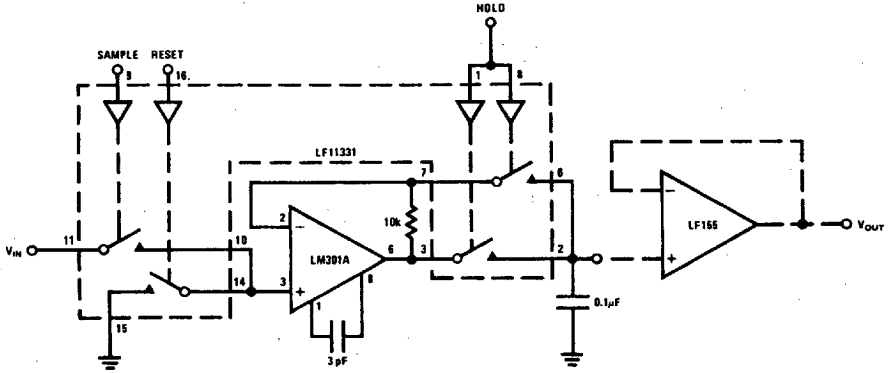 HOLD
SAMPLE RESET
9 16. 1 8
LF11331
7 6
2
10k
11 10
V_IN
LM301A
6 3 2
LF155
V_OUT
14 3
8
1
0.1µF
15
3 pF
− + − +